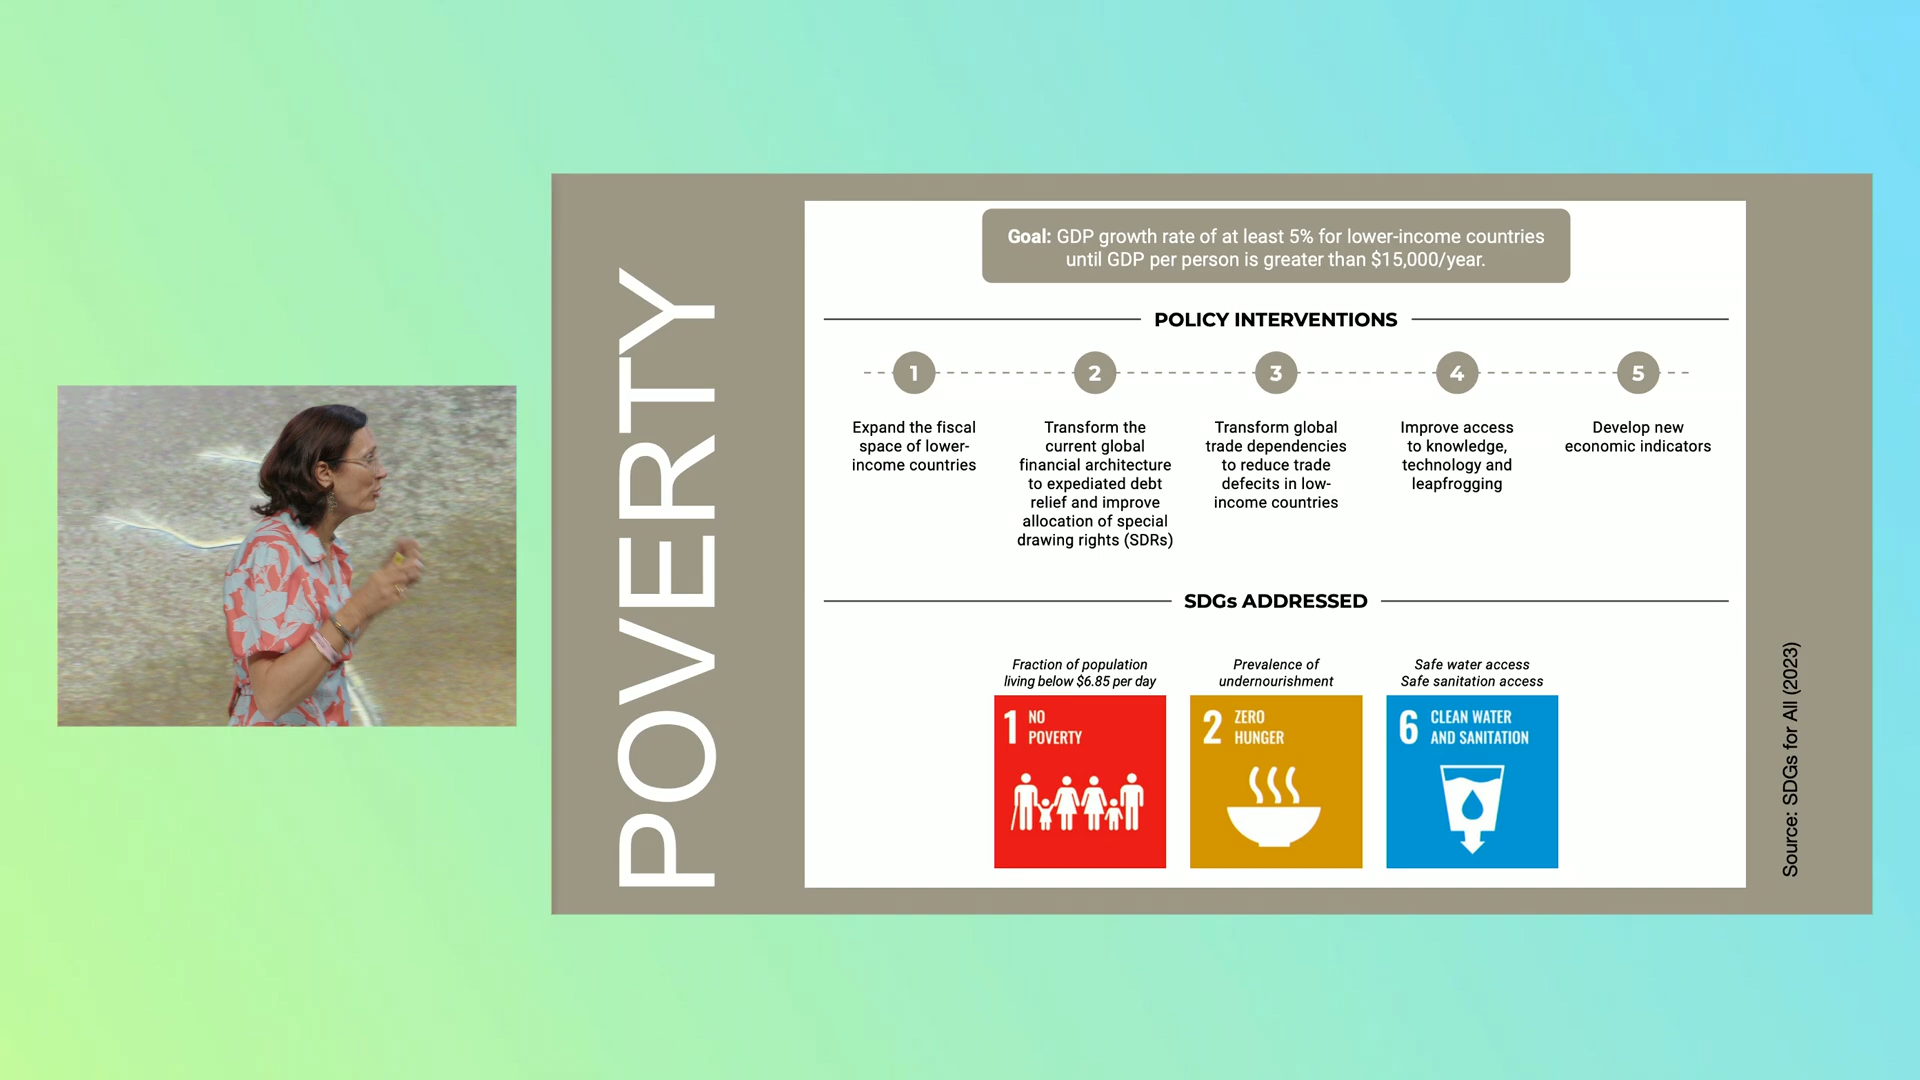 POVERTY
Goal: GDP growth rate of at least 5% for lower-income countries
until GDP per person is greater than $15,000/year.
POLICY INTERVENTIONS
1
Expand the fiscal
space of lower-
income countries
2
Transform the
current global
financial architecture
to expediated debt
relief and improve
allocation of special
drawing rights (SDRs)
3
Transform global
trade dependencies
to reduce trade
defecits in low-
income countries
4
Improve access
to knowledge,
technology and
leapfrogging
5
Develop new
economic indicators
SDGs ADDRESSED
Fraction of population
living below $6.85 per day
1 NO
POVERTY
Prevalence of
undernourishment
2 ZERO
HUNGER
Safe water access
Safe sanitation access
6 CLEAN WATER
AND SANITATION
Source: SDGs for All (2023)